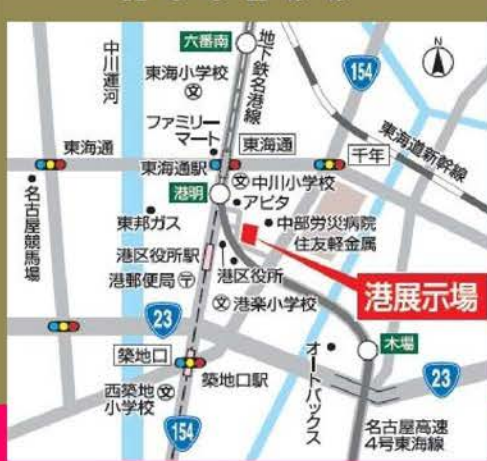 六番南
地下鉄名港線
154
N
中川運河
東海小学校
文
ファミリー
マート
東海通
東海通
千年
東海道新幹線
東海通駅
港明
文中川小学校
アピタ
名古屋競馬場
東邦ガス
中部労災病院
住友軽金属
港区役所駅
港郵便局〒
港区役所
港展示場
文港楽小学校
23
築地口
木場
オートバックス
23
西築地文
小学校
築地口駅
154
名古屋高速
4号東海線